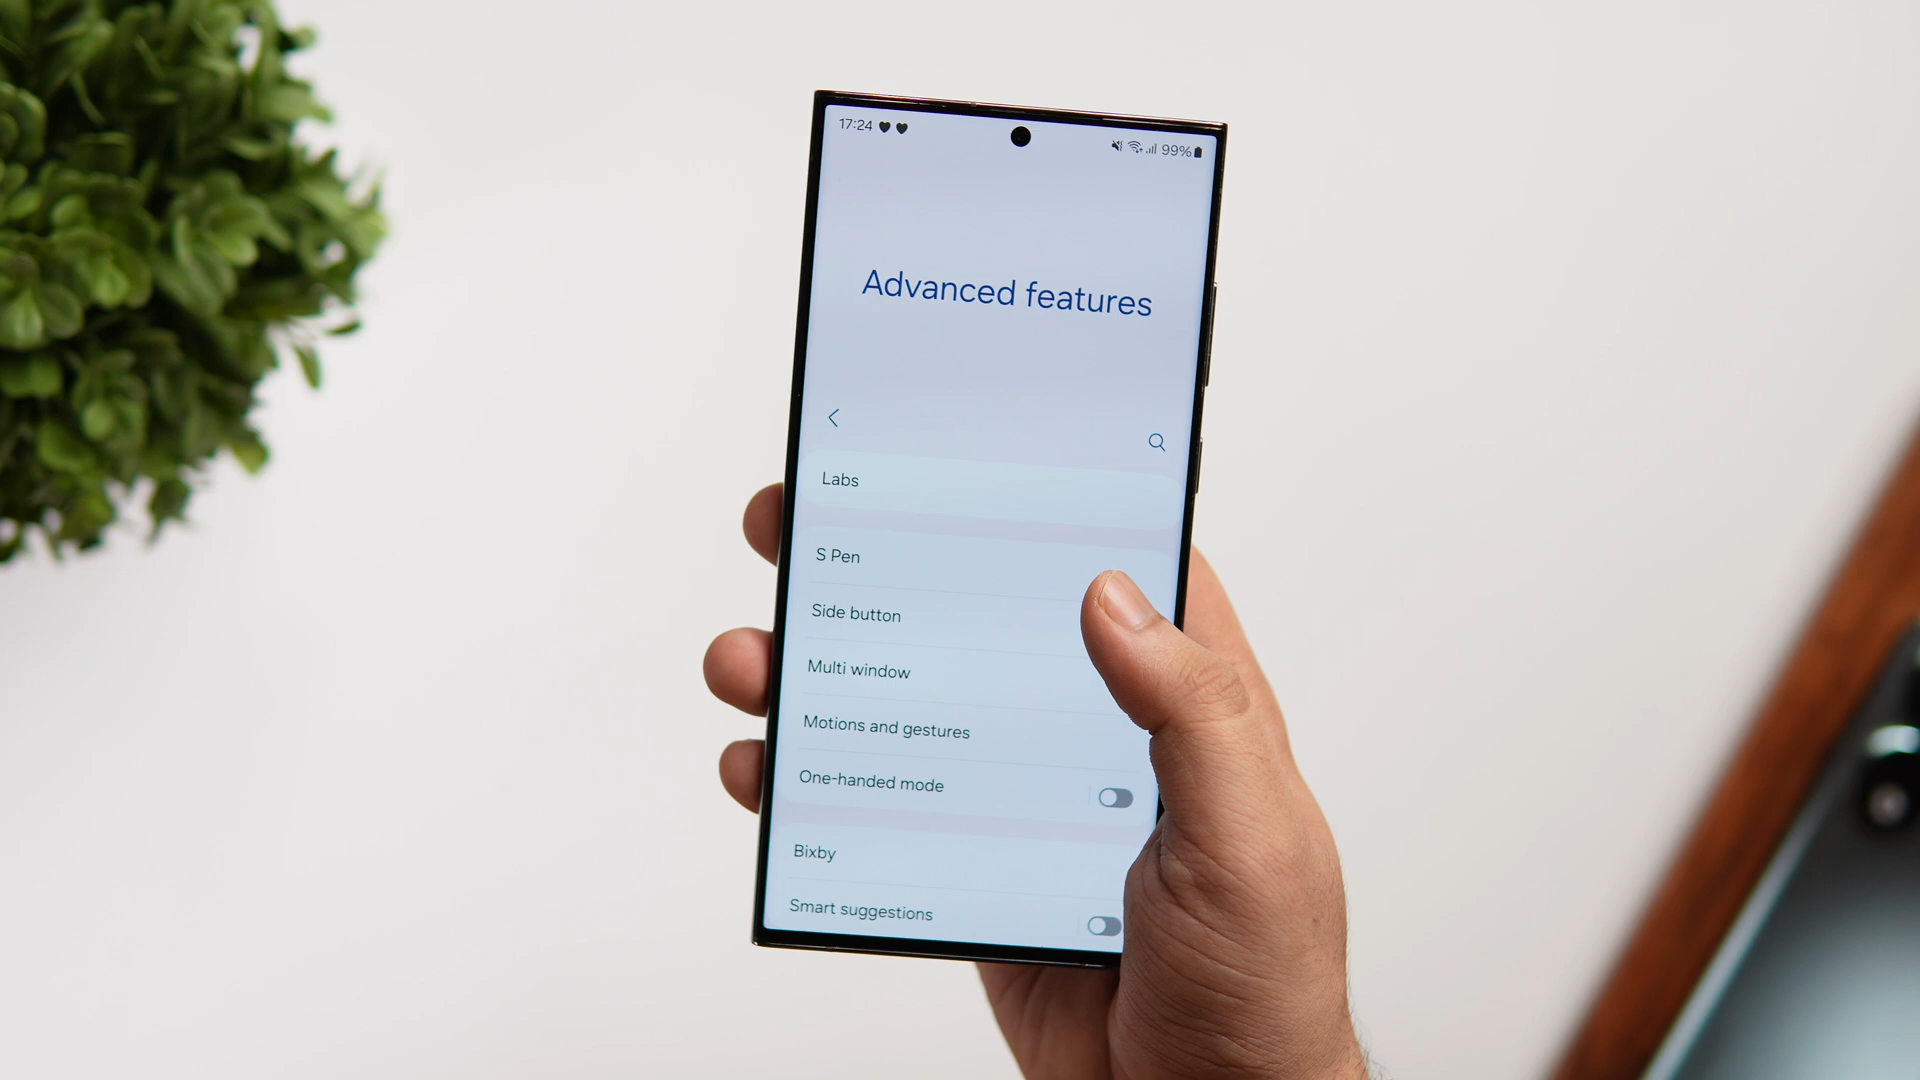 17:24 99%
Advanced features
Labs
S Pen
Side button
Multi window
Motions and gestures
One-handed mode
Bixby
Smart suggestions